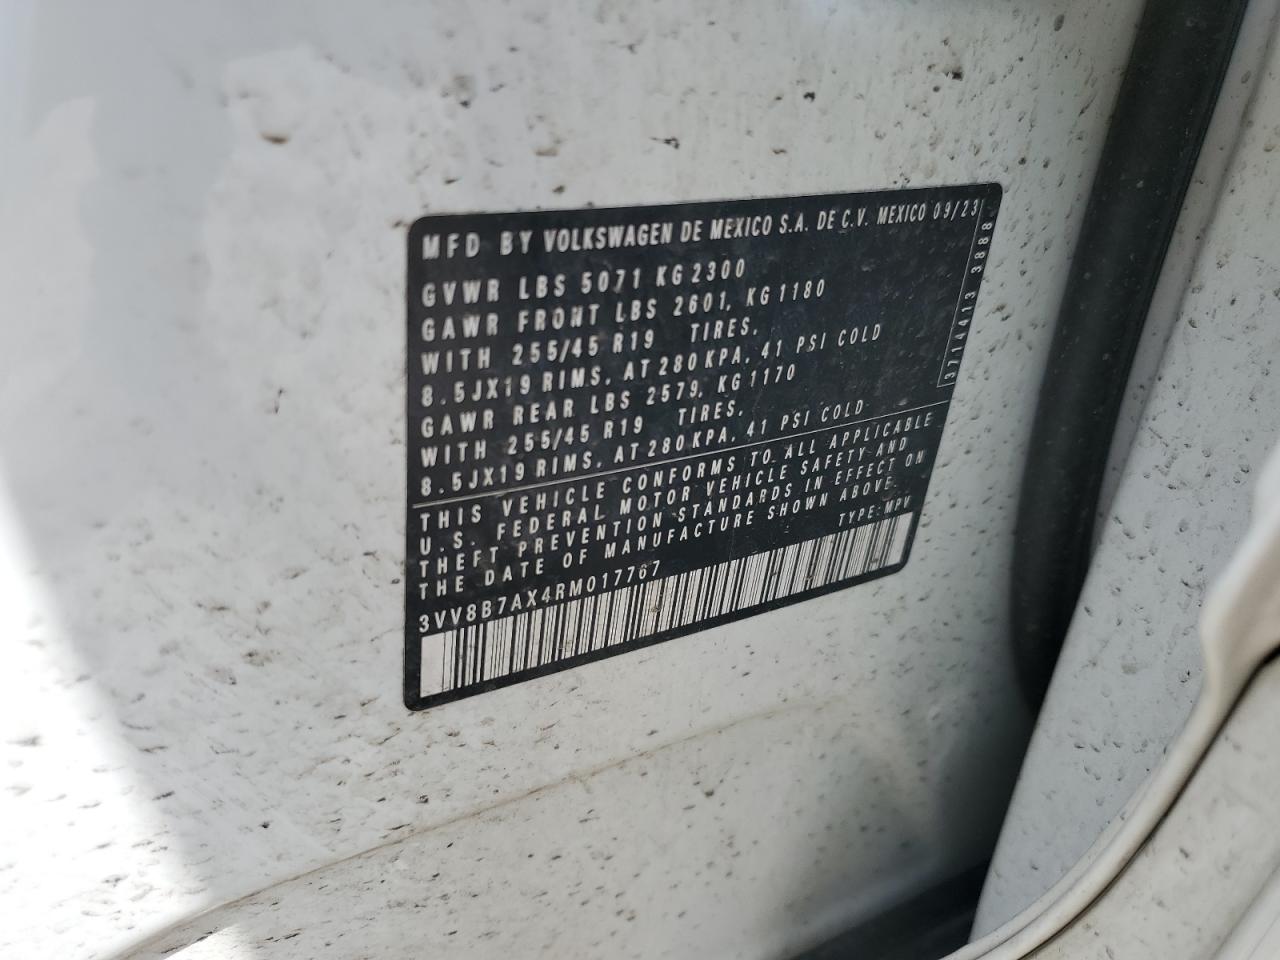 MFD BY VOLKSWAGEN DE MEXICO S.A. DE C.V. MEXICO 09/23
GVWR LBS 5071 KG 2300
GAWR FRONT LBS 2601, KG 1180
WITH 255/45 R19 TIRES,
8.5JX19 RIMS, AT 280 KPA, 41 PSI COLD
GAWR REAR LBS 2579, KG 1170
WITH 255/45 R19 TIRES,
8.5JX19 RIMS, AT 280 KPA, 41 PSI COLD
3714413 3888
THIS VEHICLE CONFORMS TO ALL APPLICABLE
U.S. FEDERAL MOTOR VEHICLE SAFETY AND
THEFT PREVENTION STANDARDS IN EFFECT ON
THE DATE OF MANUFACTURE SHOWN ABOVE.
3VV8B7AX4RM017767 TYPE: MPV